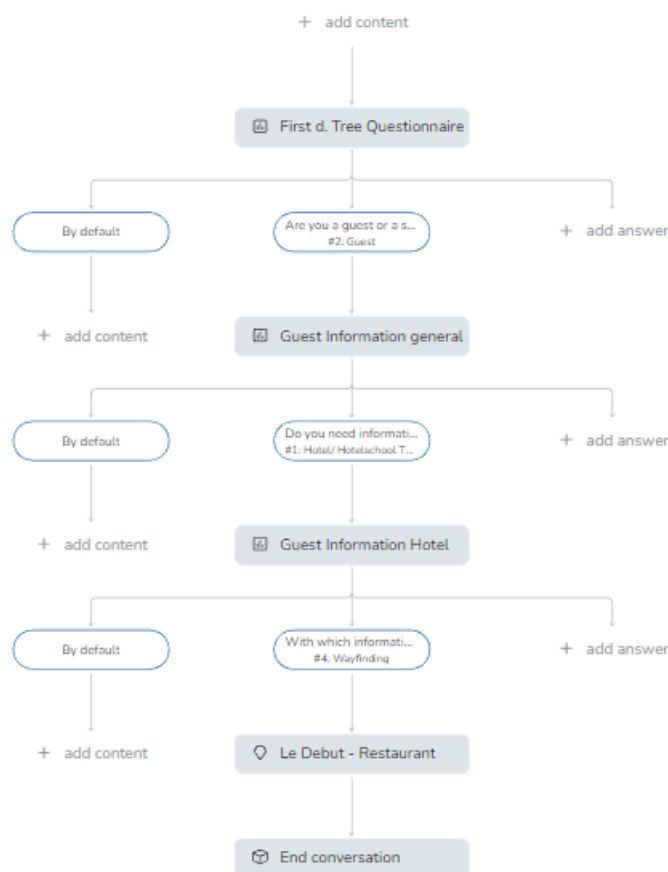 + add content
First d. Tree Questionnaire
By default
Are you a guest or a s...
#2: Guest
+ add answer
+ add content
Guest Information general
By default
Do you need informati...
#1: Hotel/ Hotelschool T...
+ add answer
+ add content
Guest Information Hotel
By default
With which informati...
#4: Wayfinding
+ add answer
+ add content
Le Debut - Restaurant
End conversation